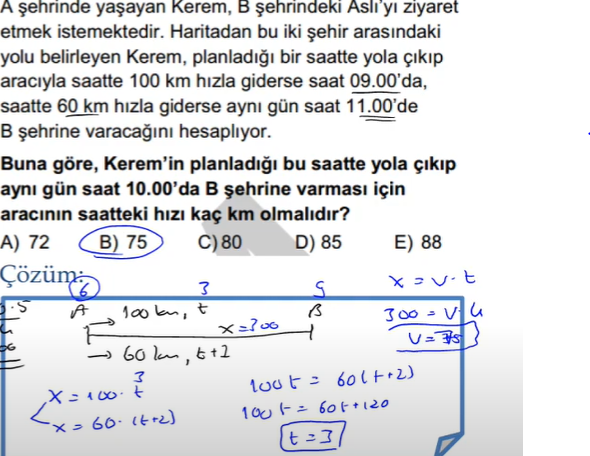 A şehrinde yaşayan Kerem, B şehrindeki Aslı'yı ziyaret
etmek istemektedir. Haritadan bu iki şehir arasındaki
yolu belirleyen Kerem, planladığı bir saatte yola çıkıp
aracıyla saatte 100 km hızla giderse saat 09.00'da,
saatte 60 km hızla giderse aynı gün saat 11.00'de
B şehrine varacağını hesaplıyor.
Buna göre, Kerem'in planladığı bu saatte yola çıkıp
aynı gün saat 10.00'da B şehrine varması için
aracının saatteki hızı kaç km olmalıdır?
A) 72 B) 75 C) 80 D) 85 E) 88
Çözüm:
6 3 9
A 100 km, t B
x=300
60 km, t+2
3
x = 100. t
x = 60. (t+2)
100t = 60(t+2)
100t = 60t+120
t = 3
x = v. t
300 = v. 4
v = 75